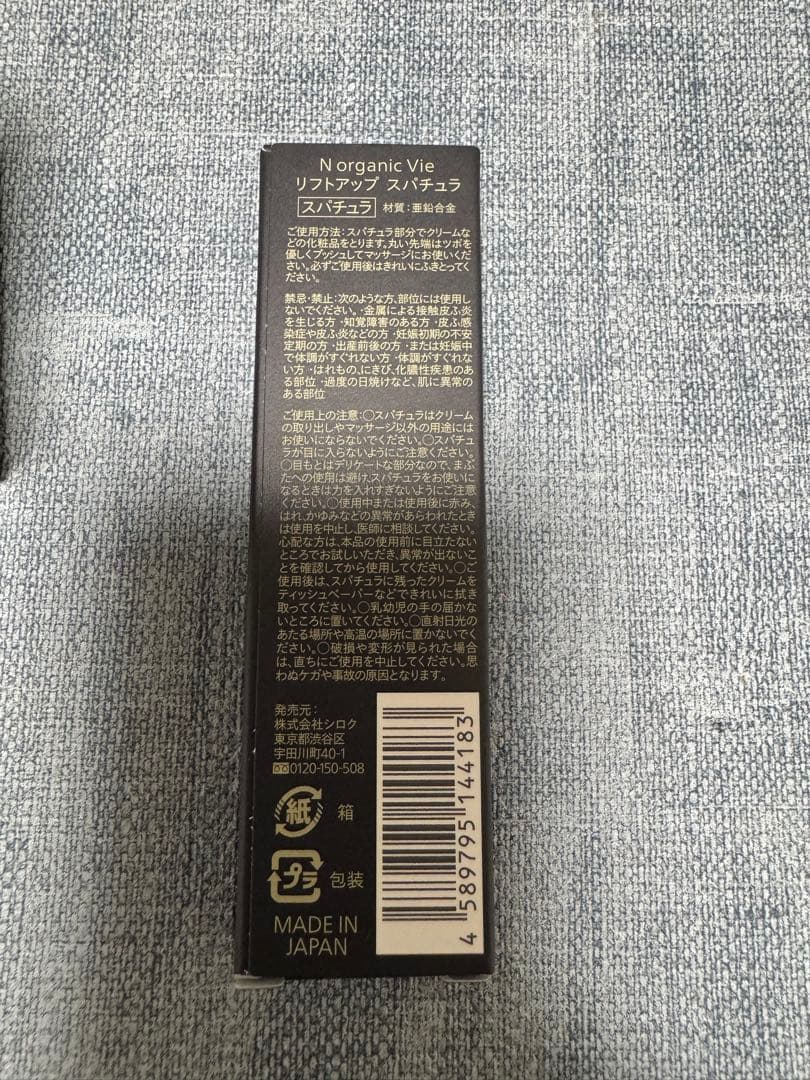 N organic Vie
リフトアップ スパチュラ
スパチュラ 材質：亜鉛合金
ご使用方法：スパチュラ部分でクリームな
どの化粧品をとります。丸い先端はツボを
優しくプッシュしてマッサージにお使いくだ
さい。必ずご使用後はきれいにふきとってく
ださい。
禁忌・禁止：次のような方、部位には使用し
ないでください。・金属による接触皮ふ炎
を生じる方 ・知覚障害のある方 ・皮ふ感
染症や皮ふ炎などの方 ・妊娠初期の不安
定期の方 ・出産前後の方 ・または妊娠中
で体調がすぐれない方 ・体調がすぐれな
い方 ・はれもの、にきび、化膿性疾患のあ
る部位 ・過度の日焼けなど、肌に異常の
ある部位
ご使用上の注意：○スパチュラはクリーム
の取り出しやマッサージ以外の用途には
お使いにならないでください。○スパチュ
ラが目に入らないようにご注意ください。
○目もとはデリケートな部分なので、まぶ
たへの使用は避け、スパチュラをお使いに
なるときは力を入れすぎないようにご注意
ください。○使用中または使用後に赤み、
はれ、かゆみなどの異常があらわれたとき
は使用を中止し、医師に相談してください。
心配な方は、本品の使用前に目立たない
ところでお試しいただき、異常が出ないこ
とを確認してから使用してください。○ご
使用後は、スパチュラに残ったクリームを
ティッシュペーパーなどできれいに拭き
取ってください。○乳幼児の手の届かな
いところに置いてください。○直射日光の
あたる場所や高温の場所に置かないでく
ださい。○破損や変形が見られた場合
は、直ちにご使用を中止してください。思
わぬケガや事故の原因となります。
発売元：
株式会社シロク
東京都渋谷区
宇田川町40-1
0120-150-508
紙 箱
プラ 包装
MADE IN
JAPAN
4 589795 144183